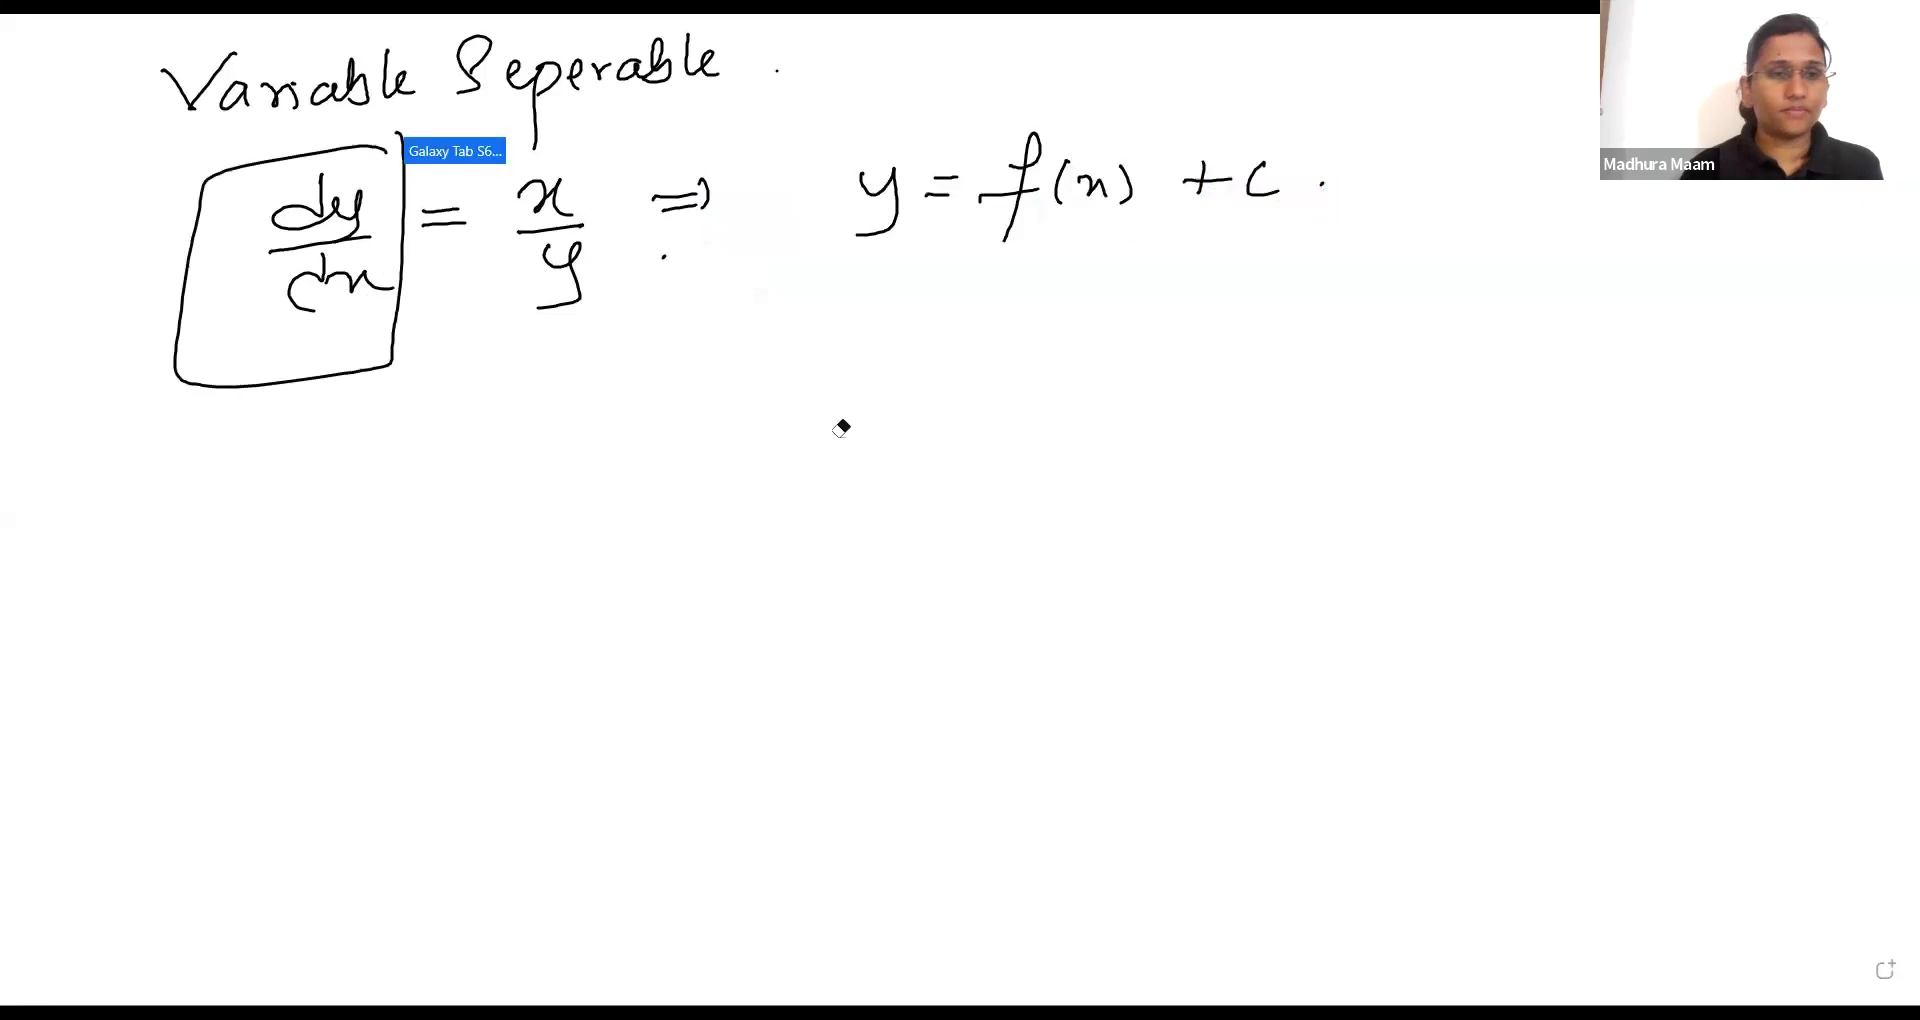 Variable Seperable .
Galaxy Tab S6...
dy/dx = x/y ⇒ y = f(x) + c .
Madhura Maam